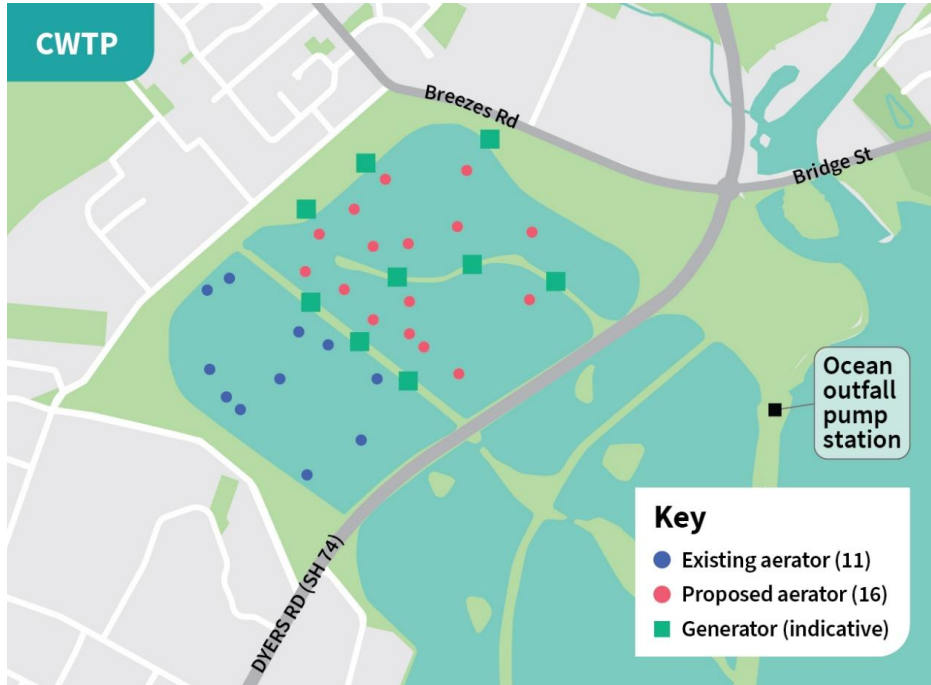 CWTP
Breezes Rd
Bridge St
Ocean
outfall
pump
station
DYERS RD (SH 74)
Key
Existing aerator (11)
Proposed aerator (16)
Generator (indicative)